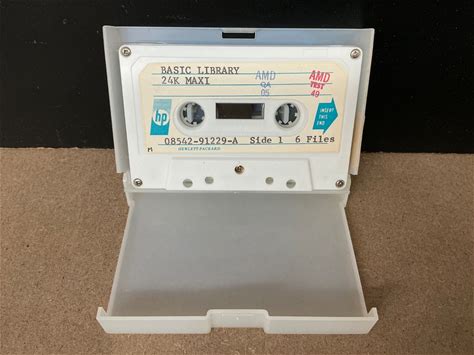 BASIC LIBRARY
24K MAXI
AMD
QA
05
AMD
TEST
49
hp
INSERT
THIS
END
08542-91229-A Side 1 6 Files
M
HEWLETT-PACKARD